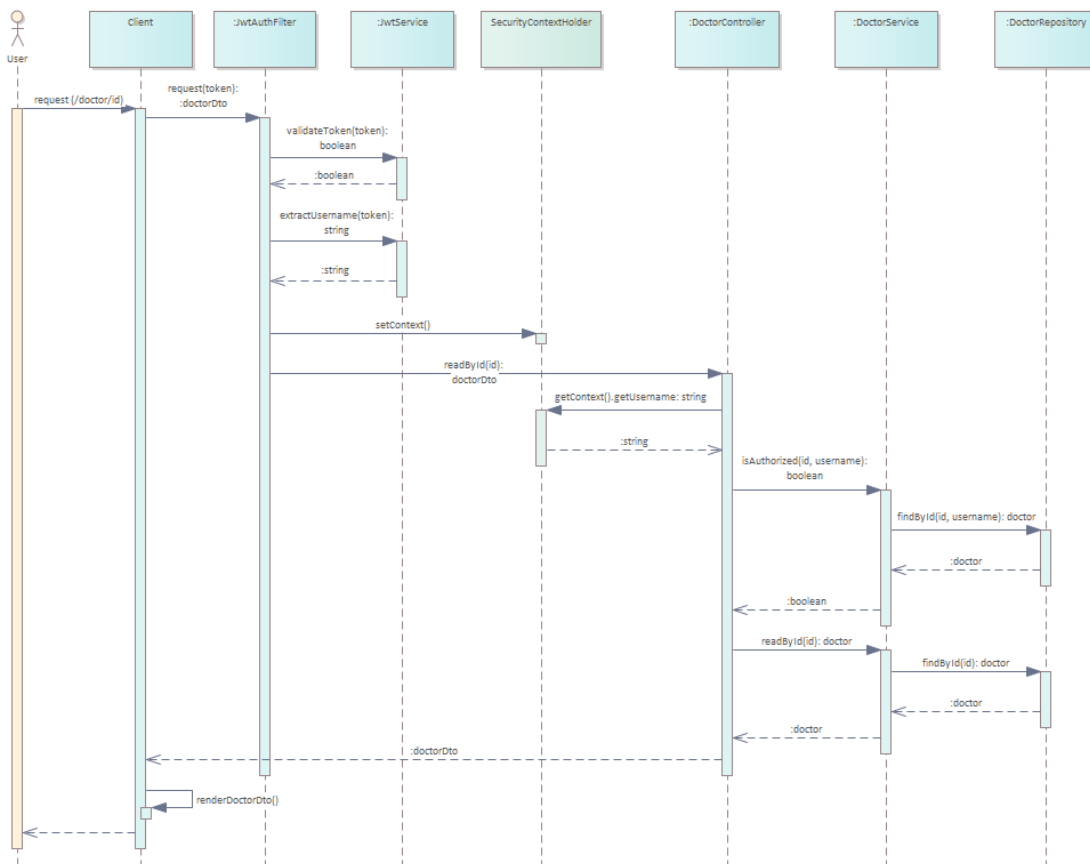 Client
:JwtAuthFilter
:JwtService
SecurityContextHolder
:DoctorController
:DoctorService
:DoctorRepository
User
request (/doctor/id)
request(token):
:doctorDto
validateToken(token):
boolean
:boolean
extractUsername(token):
string
:string
setContext()
readById(id):
doctorDto
getContext().getUsername: string
:string
isAuthorized(id, username):
boolean
findById(id, username): doctor
:doctor
:boolean
readById(id): doctor
findById(id): doctor
:doctor
:doctor
:doctorDto
renderDoctorDto()